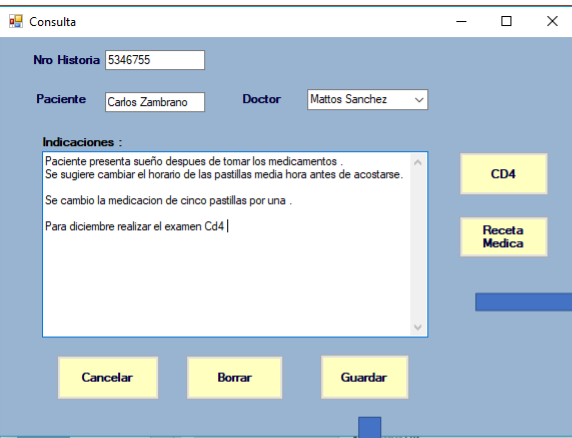 Consulta
Nro Historia 5346755
Paciente Carlos Zambrano Doctor Mattos Sanchez
Indicaciones :
Paciente presenta sueño despues de tomar los medicamentos .
Se sugiere cambiar el horario de las pastillas media hora antes de acostarse.
Se cambio la medicacion de cinco pastillas por una .
Para diciembre realizar el examen Cd4
CD4
Receta
Medica
Cancelar Borrar Guardar